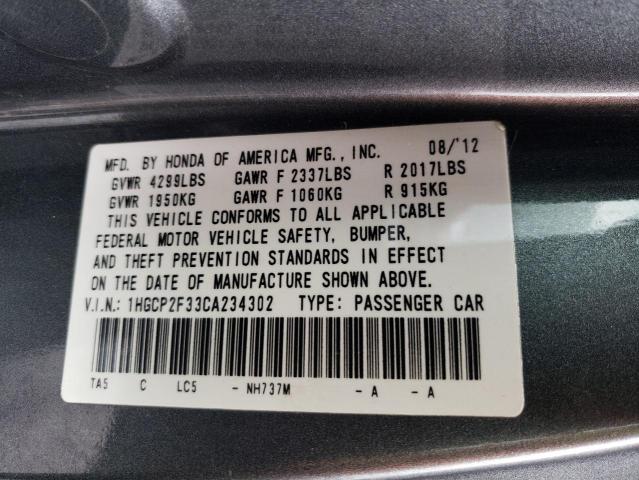 MFD. BY HONDA OF AMERICA MFG., INC. 08/'12
GVWR 4299LBS GAWR F 2337LBS R 2017LBS
GVWR 1950KG GAWR F 1060KG R 915KG
THIS VEHICLE CONFORMS TO ALL APPLICABLE
FEDERAL MOTOR VEHICLE SAFETY, BUMPER,
AND THEFT PREVENTION STANDARDS IN EFFECT
ON THE DATE OF MANUFACTURE SHOWN ABOVE.
V.I.N.: 1HGCP2F33CA234302 TYPE: PASSENGER CAR
TA5 C LC5 - NH737M - A - A